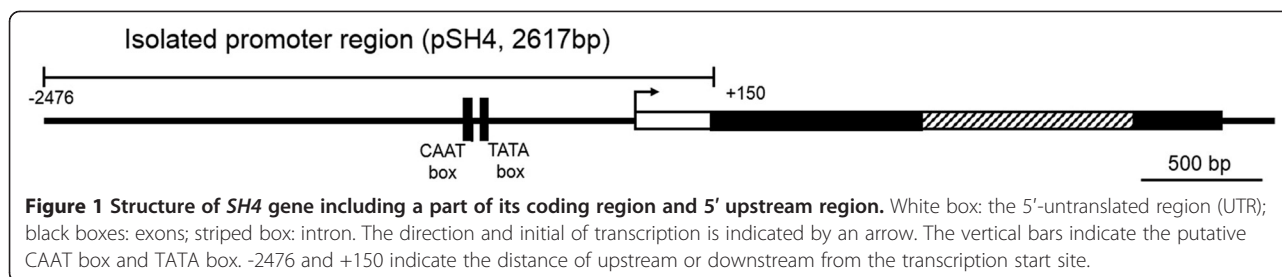 Isolated promoter region (pSH4, 2617bp)
-2476
+150
CAAT box
TATA box
500 bp
Figure 1 Structure of SH4 gene including a part of its coding region and 5′ upstream region. White box: the 5′-untranslated region (UTR);
black boxes: exons; striped box: intron. The direction and initial of transcription is indicated by an arrow. The vertical bars indicate the putative
CAAT box and TATA box. -2476 and +150 indicate the distance of upstream or downstream from the transcription start site.